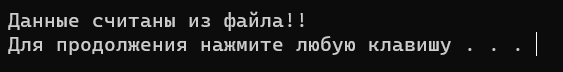 Данные считаны из файла!!
Для продолжения нажмите любую клавишу . . .